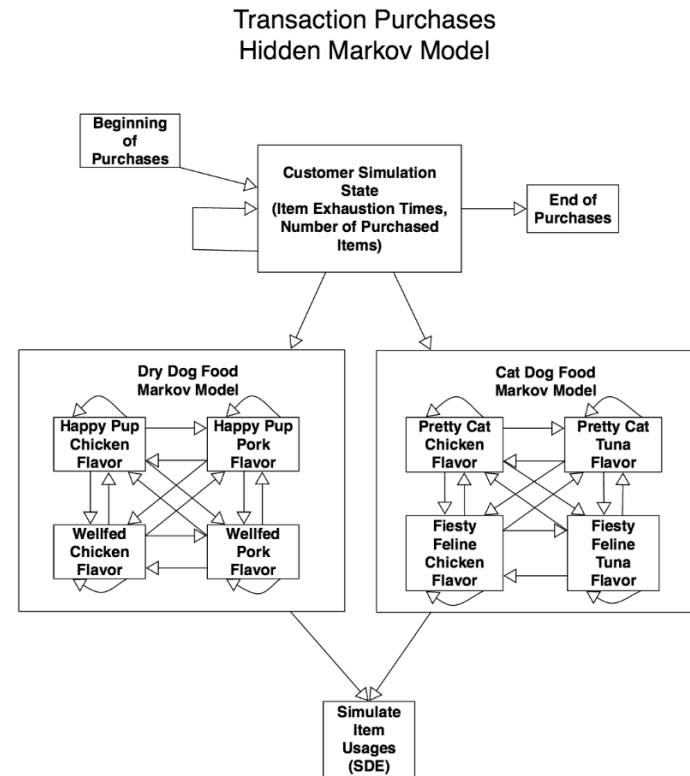 Transaction Purchases
Hidden Markov Model
Beginning
of
Purchases
Customer Simulation
State
(Item Exhaustion Times,
Number of Purchased
Items)
End of
Purchases
Dry Dog Food
Markov Model
Happy Pup
Chicken
Flavor
Happy Pup
Pork
Flavor
Wellfed
Chicken
Flavor
Wellfed
Pork
Flavor
Cat Dog Food
Markov Model
Pretty Cat
Chicken
Flavor
Pretty Cat
Tuna
Flavor
Fiesty
Feline
Chicken
Flavor
Fiesty
Feline
Tuna
Flavor
Simulate
Item
Usages
(SDE)